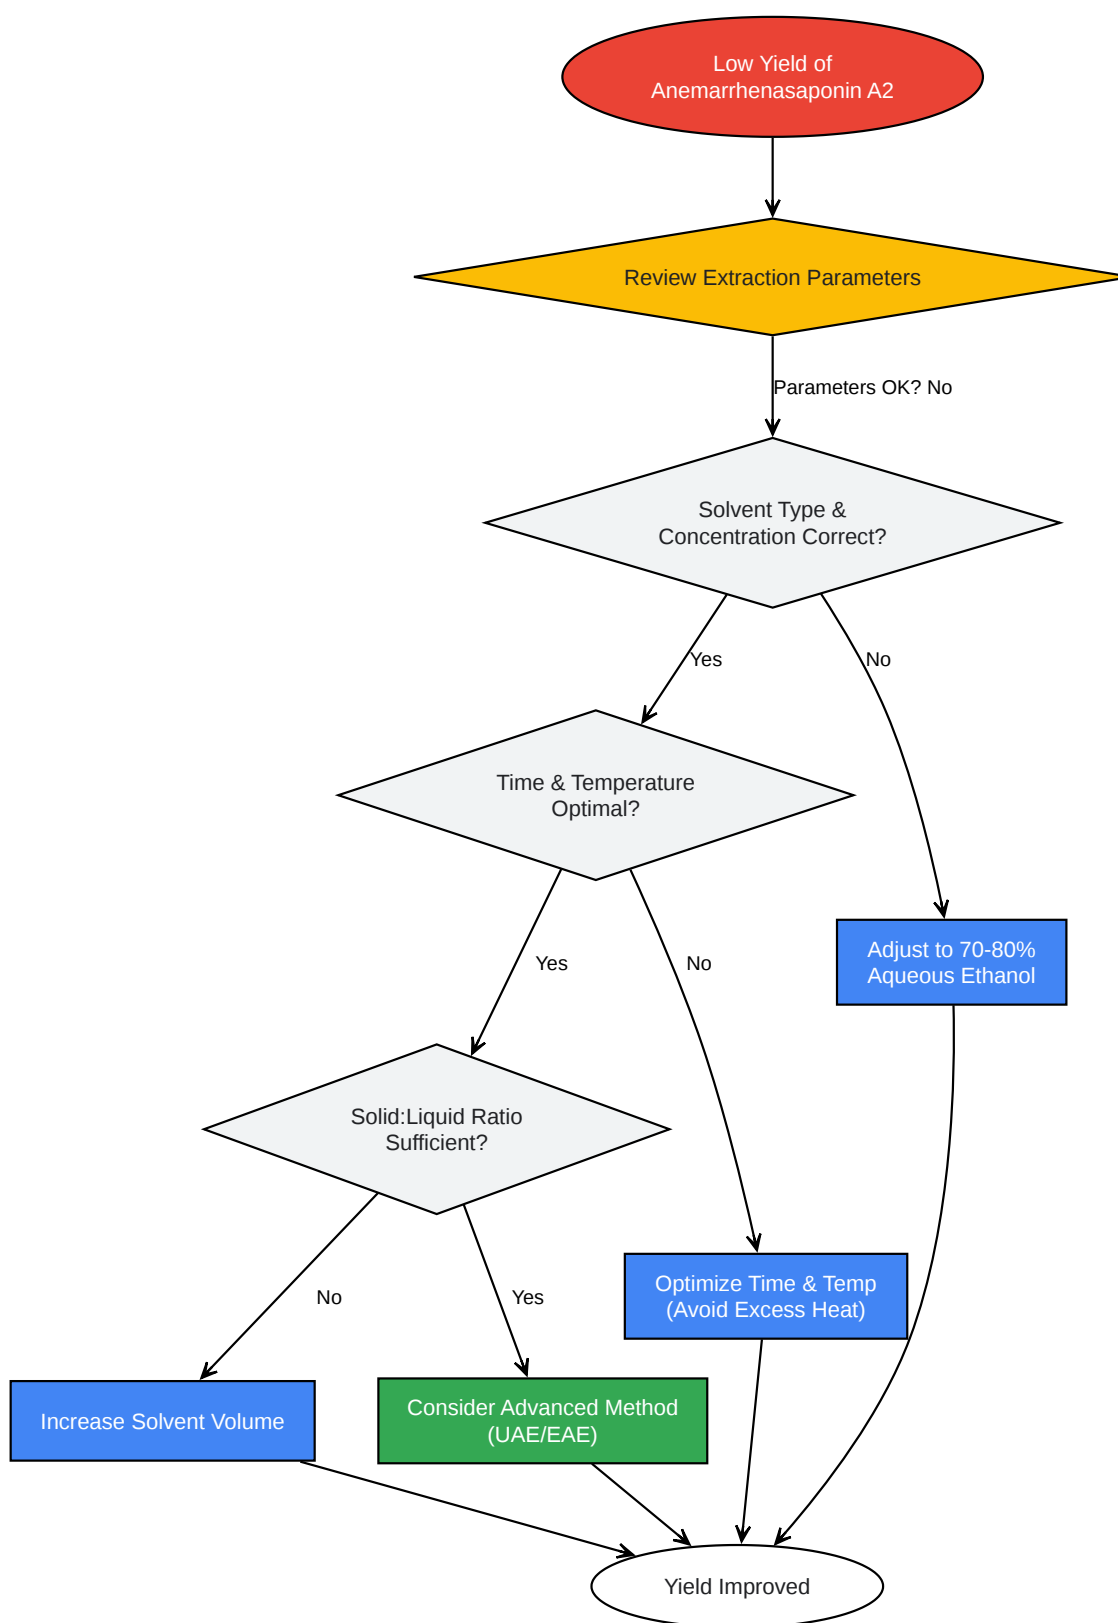 Low Yield of
Anemarrhenasaponin A2
Review Extraction Parameters
Parameters OK? No
Solvent Type &
Concentration Correct?
Yes
No
Time & Temperature
Optimal?
Adjust to 70-80%
Aqueous Ethanol
Yes
No
Solid:Liquid Ratio
Sufficient?
Optimize Time & Temp
(Avoid Excess Heat)
No
Yes
Increase Solvent Volume
Consider Advanced Method
(UAE/EAE)
Yield Improved